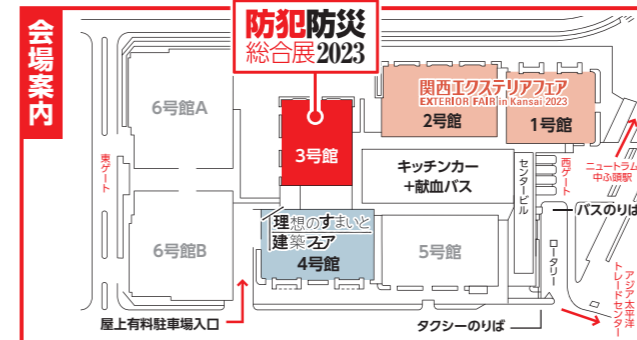 会場案内
防犯防災
総合展2023
6号館A
3号館
関西エクステリアフェア
EXTERIOR FAIR in Kansai 2023
2号館
1号館
キッチンカー
+献血バス
センタービル
西ゲート
ニュートラム
中ふ頭駅
東ゲート
バスのりば
理想のすまいと
建築フェア
4号館
5号館
6号館B
ロータリー
アジア太平洋
トレードセンター
屋上有料駐車場入口
タクシーのりば